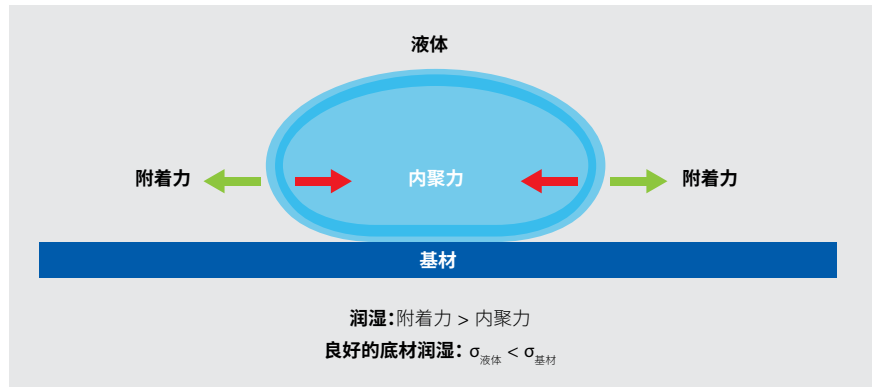 液体
附着力
内聚力
附着力
基材
润湿：附着力 > 内聚力
良好的底材润湿：σ液体 < σ基材